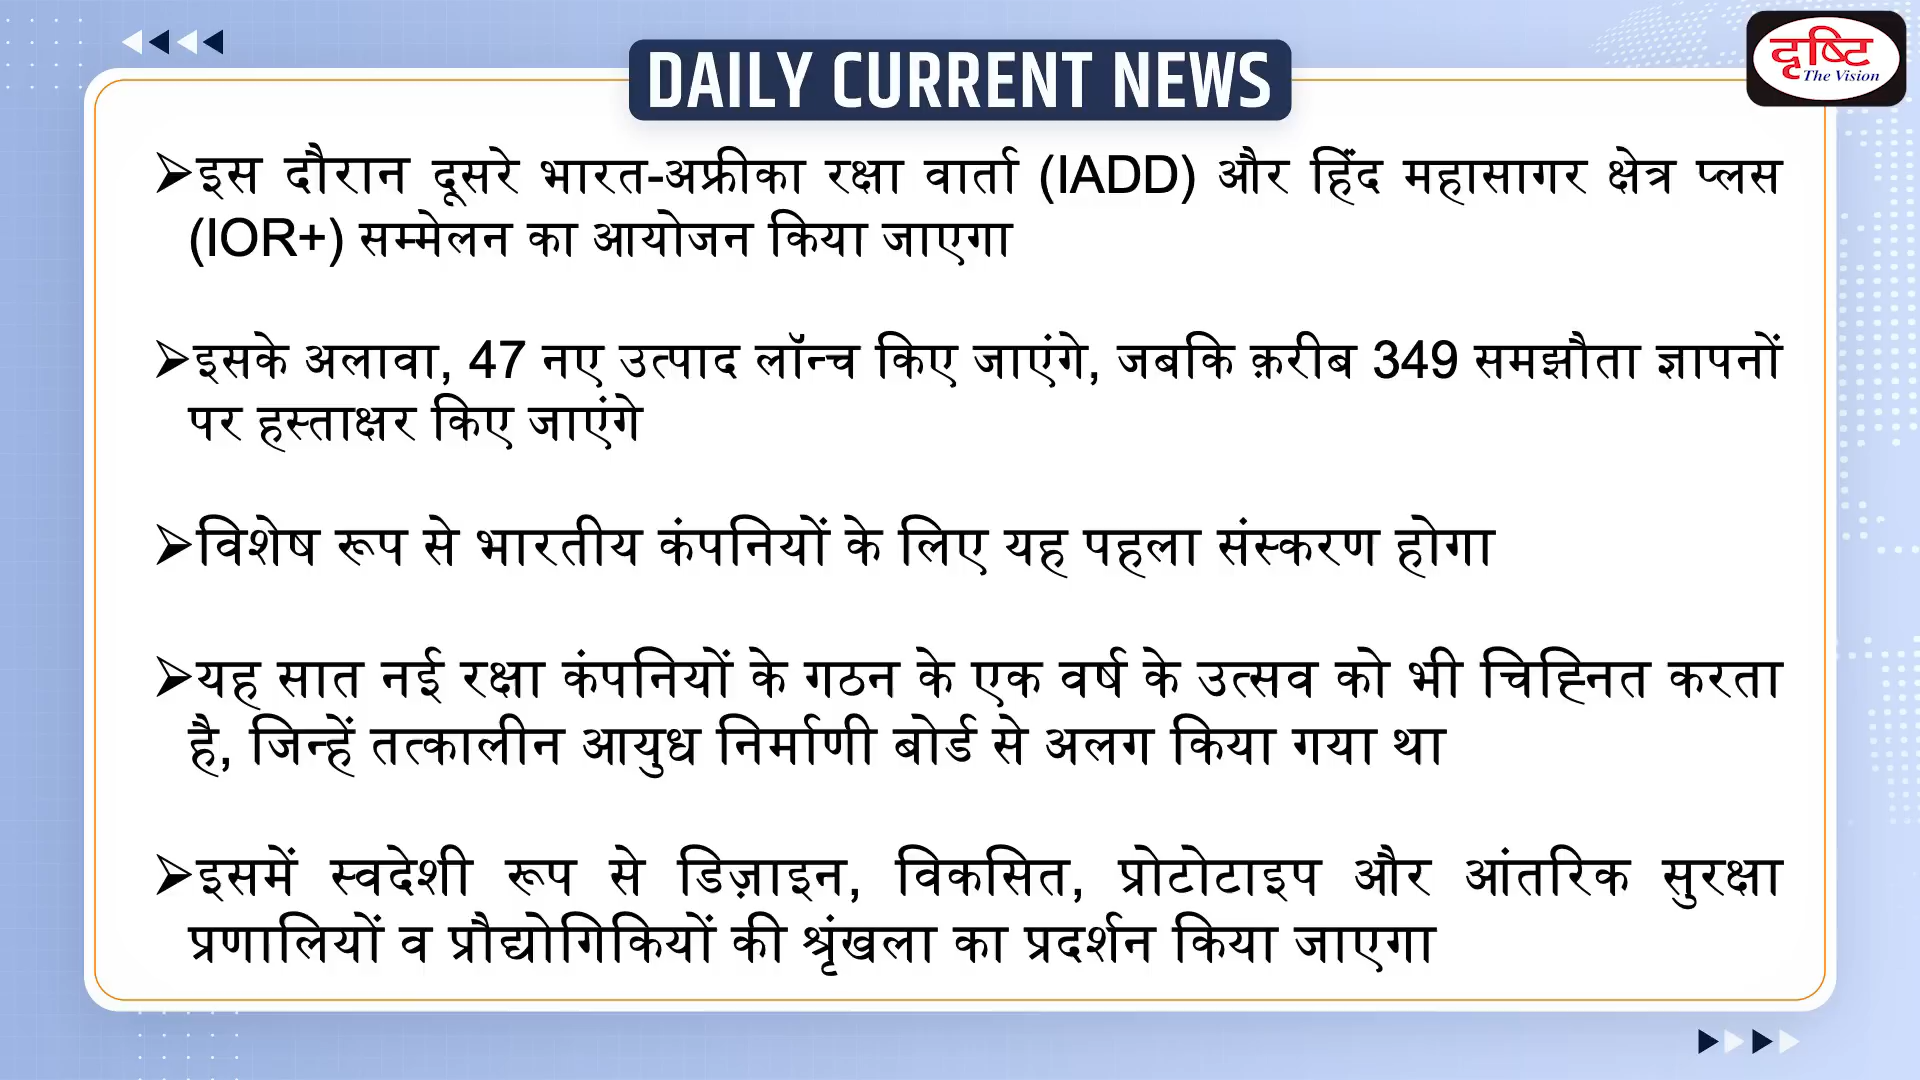 DAILY CURRENT NEWS
दृष्टि
The Vision
➢इस दौरान दूसरे भारत-अफ्रीका रक्षा वार्ता (IADD) और हिंद महासागर क्षेत्र प्लस
(IOR+) सम्मेलन का आयोजन किया जाएगा
➢इसके अलावा, 47 नए उत्पाद लॉन्च किए जाएंगे, जबकि क़रीब 349 समझौता ज्ञापनों
पर हस्ताक्षर किए जाएंगे
➢विशेष रूप से भारतीय कंपनियों के लिए यह पहला संस्करण होगा
➢यह सात नई रक्षा कंपनियों के गठन के एक वर्ष के उत्सव को भी चिह्नित करता
है, जिन्हें तत्कालीन आयुध निर्माणी बोर्ड से अलग किया गया था
➢इसमें स्वदेशी रूप से डिज़ाइन, विकसित, प्रोटोटाइप और आंतरिक सुरक्षा
प्रणालियों व प्रौद्योगिकियों की श्रृंखला का प्रदर्शन किया जाएगा